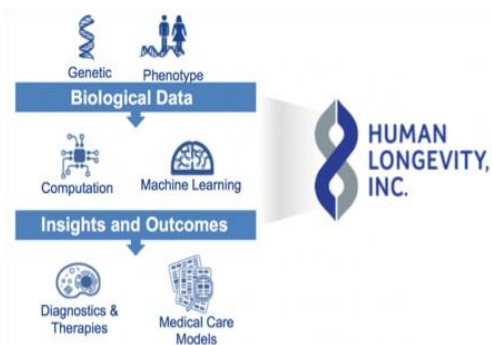 Genetic
Phenotype
Biological Data
Computation
Machine Learning
Insights and Outcomes
Diagnostics &
Therapies
Medical Care
Models
HUMAN
LONGEVITY,
INC.